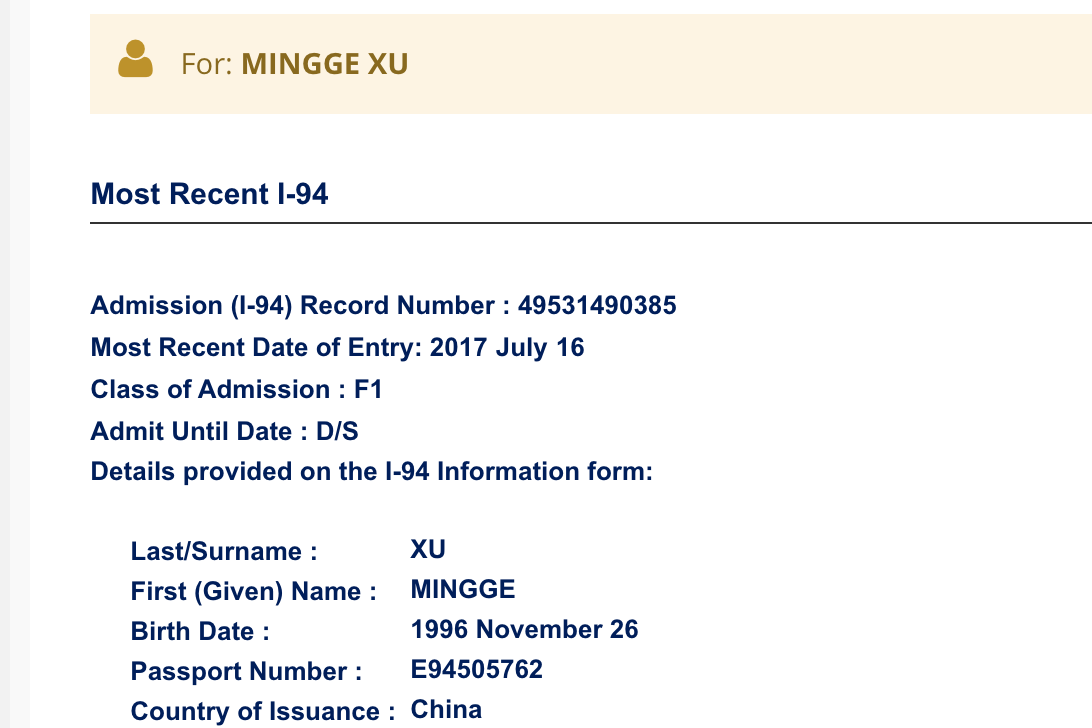 For: MINGGE XU
Most Recent I-94
Admission (I-94) Record Number : 49531490385
Most Recent Date of Entry: 2017 July 16
Class of Admission : F1
Admit Until Date : D/S
Details provided on the I-94 Information form:
Last/Surname : XU
First (Given) Name : MINGGE
Birth Date : 1996 November 26
Passport Number : E94505762
Country of Issuance : China